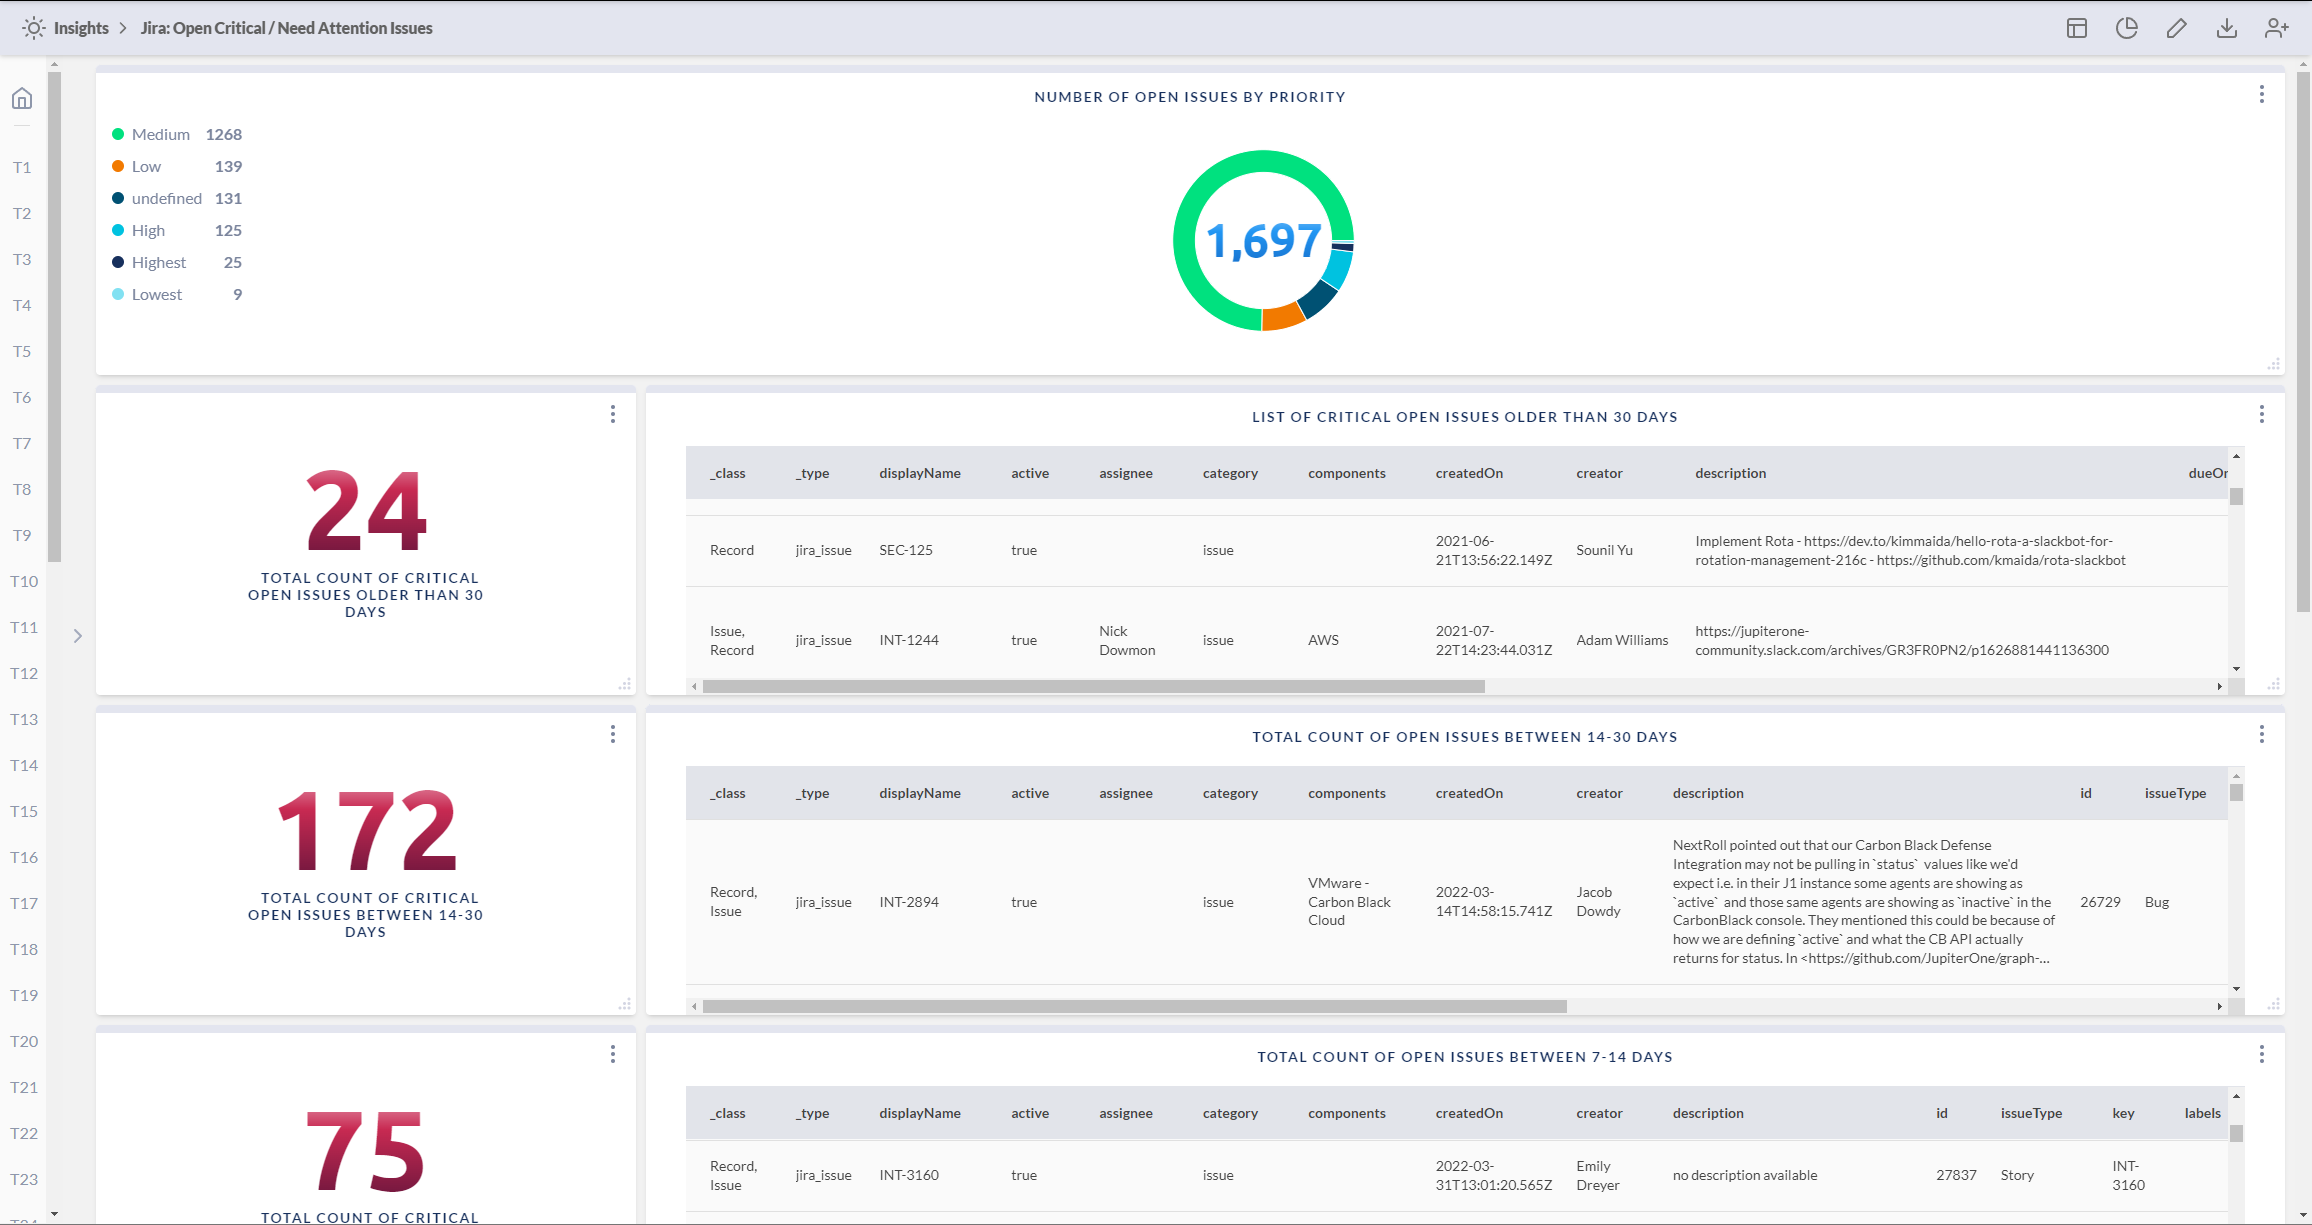 Insights > Jira: Open Critical / Need Attention Issues
T1
T2
T3
T4
T5
T6
T7
T8
T9
T10
T11
T12
T13
T14
T15
T16
T17
T18
T19
T20
T21
T22
T23
NUMBER OF OPEN ISSUES BY PRIORITY
Medium 1268
Low 139
undefined 131
High 125
Highest 25
Lowest 9
1,697
24
TOTAL COUNT OF CRITICAL
OPEN ISSUES OLDER THAN 30
DAYS
LIST OF CRITICAL OPEN ISSUES OLDER THAN 30 DAYS
_class _type displayName active assignee category components createdOn creator description dueOn
Record jira_issue SEC-125 true issue 2021-06-
21T13:56:22.149Z Sounil Yu Implement Rota - https://dev.to/kimmaida/hello-rota-a-slackbot-for-
rotation-management-216c - https://github.com/kmaida/rota-slackbot
Issue,
Record jira_issue INT-1244 true Nick
Dowmon issue AWS 2021-07-
22T14:23:44.031Z Adam Williams https://jupiterone-
community.slack.com/archives/GR3FR0PN2/p1626881441136300
172
TOTAL COUNT OF CRITICAL
OPEN ISSUES BETWEEN 14-30
DAYS
TOTAL COUNT OF OPEN ISSUES BETWEEN 14-30 DAYS
_class _type displayName active assignee category components createdOn creator description id issueType
Record,
Issue jira_issue INT-2894 true issue VMware -
Carbon Black
Cloud 2022-03-
14T14:58:15.741Z Jacob
Dowdy NextRoll pointed out that our Carbon Black Defense
Integration may not be pulling in `status` values like we'd
expect i.e. in their J1 instance some agents are showing as
`active` and those same agents are showing as `inactive` in the
CarbonBlack console. They mentioned this could be because of
how we are defining `active` and what the CB API actually
returns for status. In <https://github.com/JupiterOne/graph-... 26729 Bug
75
TOTAL COUNT OF CRITICAL
TOTAL COUNT OF OPEN ISSUES BETWEEN 7-14 DAYS
_class _type displayName active assignee category components createdOn creator description id issueType key labels
Record,
Issue jira_issue INT-3160 true issue 2022-03-
31T13:01:20.565Z Emily
Dreyer no description available 27837 Story INT-
3160